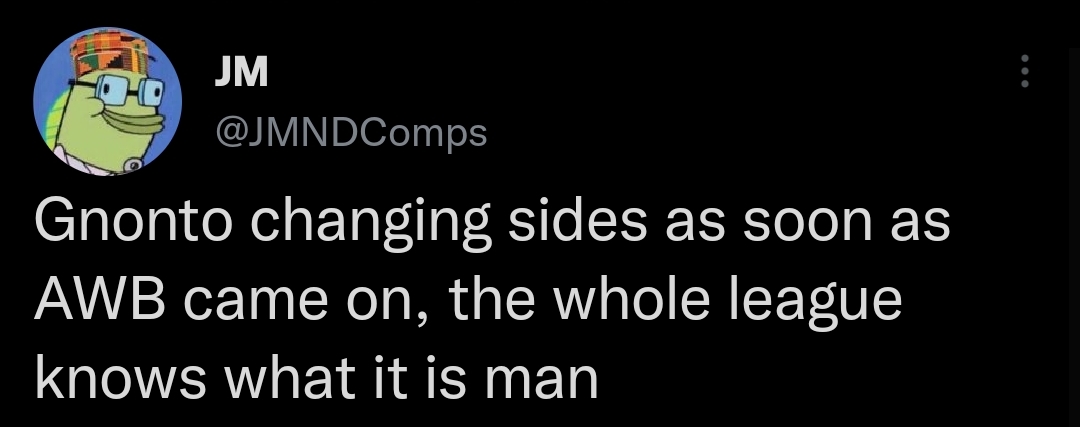 JM
@JMNDComps
Gnonto changing sides as soon as
AWB came on, the whole league
knows what it is man